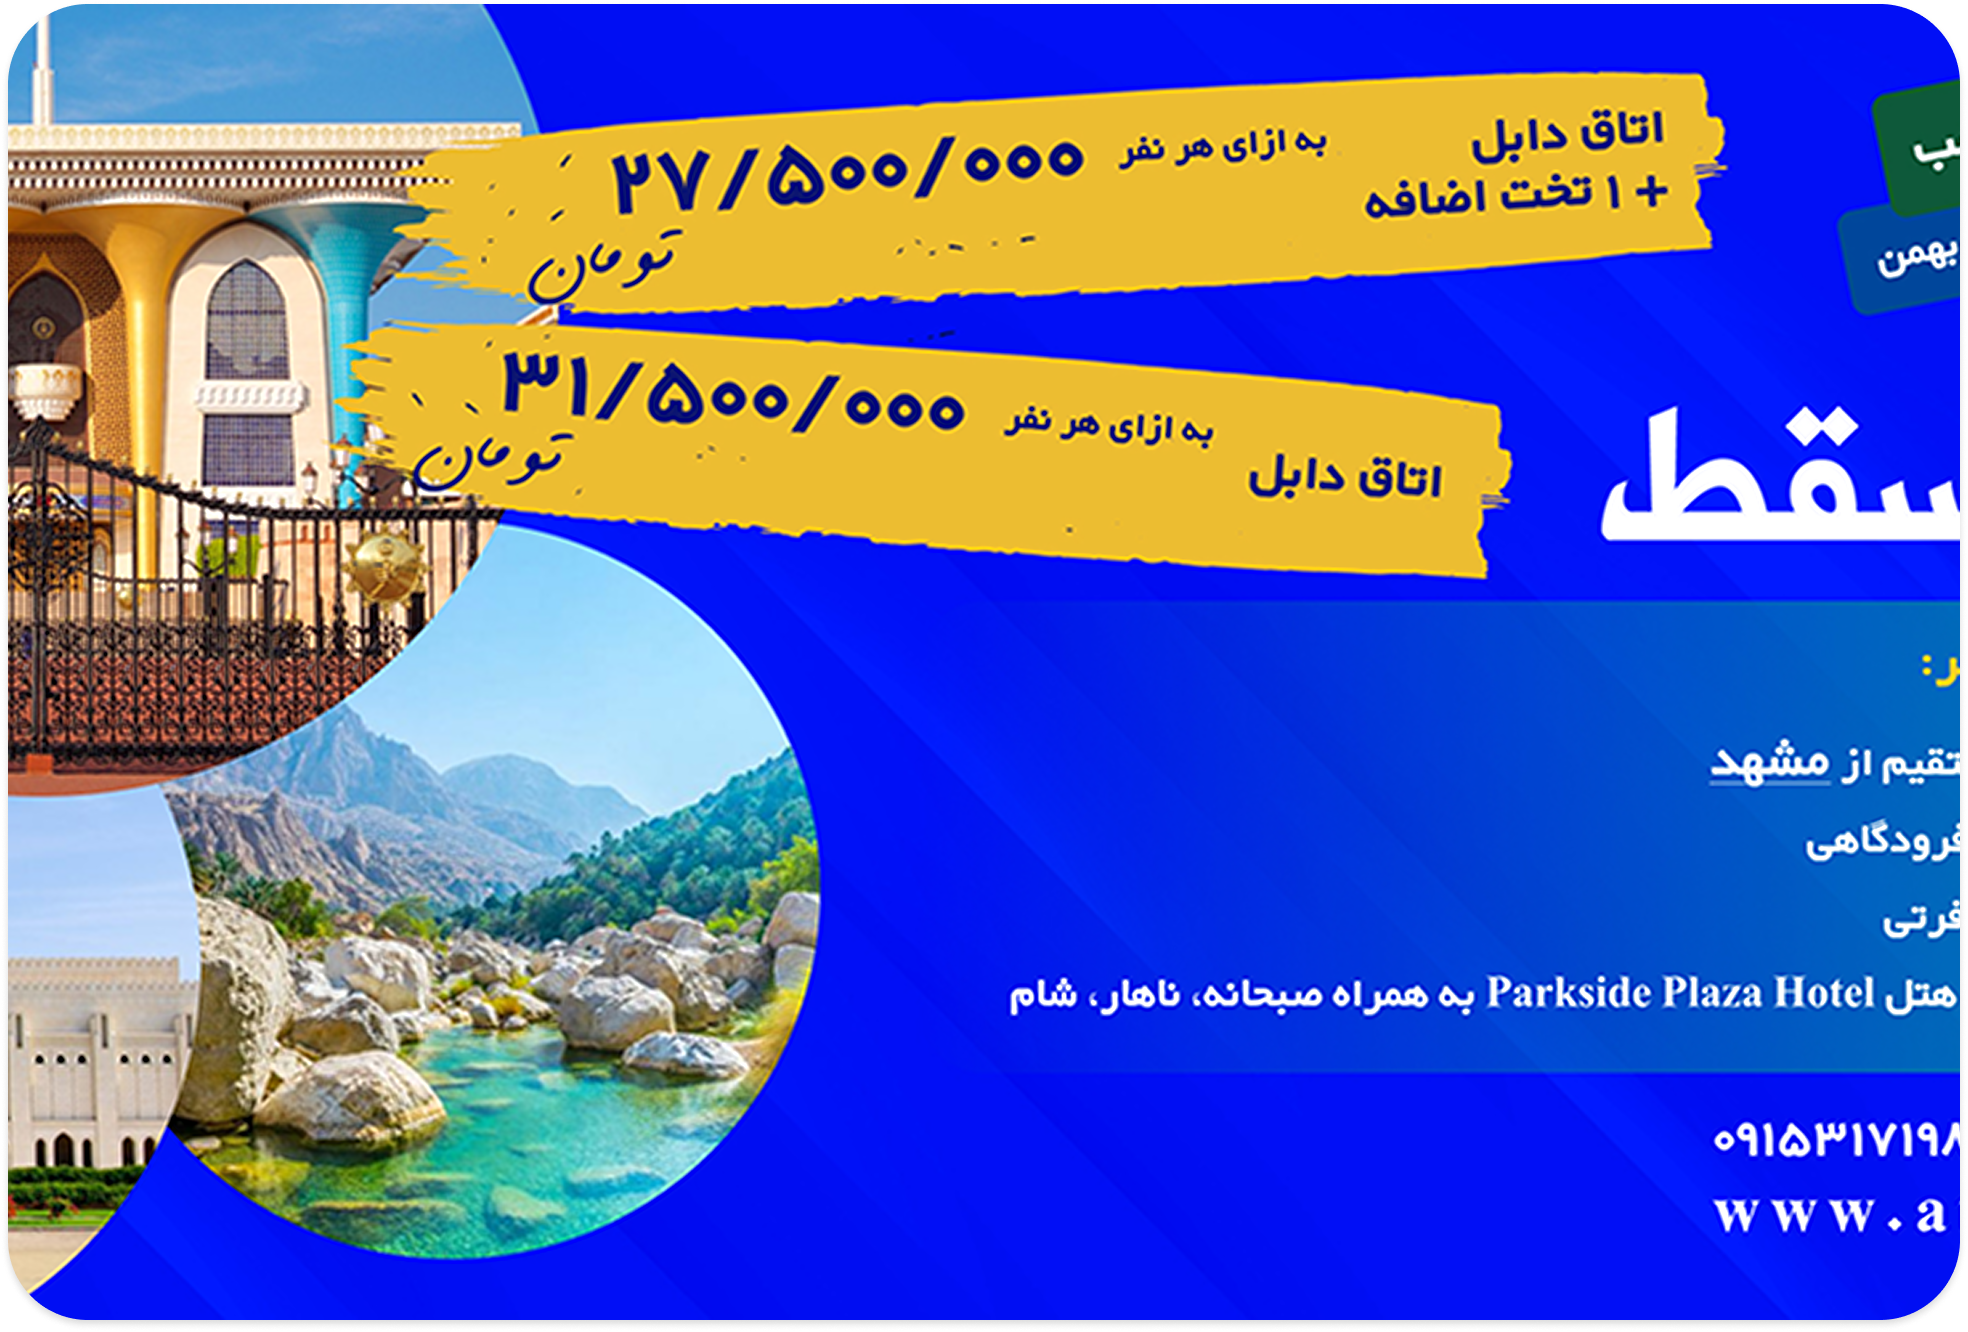 اتاق دابل
+ ۱ تخت اضافه
به ازای هر نفر
۲۷/۵۰۰/۰۰۰
تومان
بهمن
به ازای هر نفر
۳۱/۵۰۰/۰۰۰
تومان
اتاق دابل
سقط
ر:
تقیم از مشهد
فرودگاهی
فرتی
هتل Parkside Plaza Hotel به همراه صبحانه، ناهار، شام
۰۹۱۵۳۱۷۱۹۸
www.a